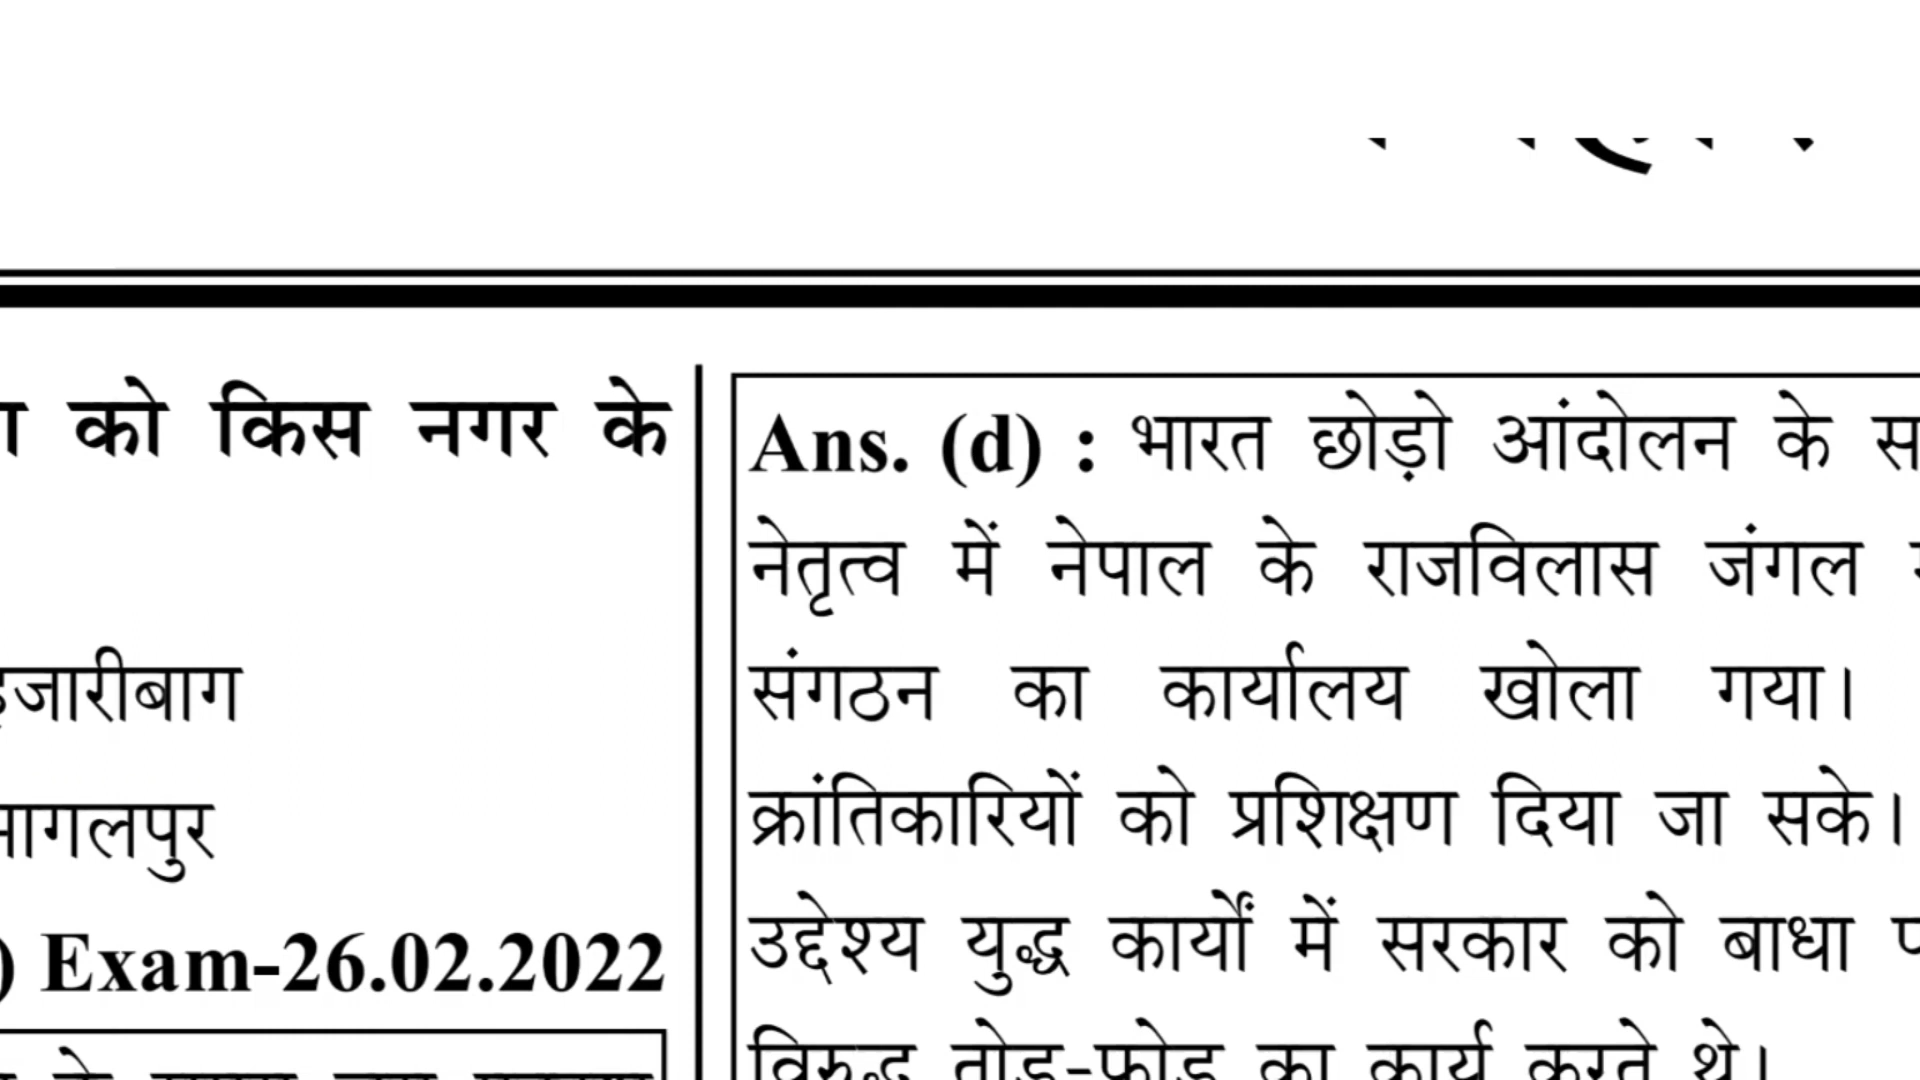 को किस नगर के
हजारीबाग
भागलपुर
) Exam-26.02.2022
Ans. (d) : भारत छोड़ो आंदोलन के
नेतृत्व में नेपाल के राजविलास जंगल
संगठन का कार्यालय खोला गया।
क्रांतिकारियों को प्रशिक्षण दिया जा सके।
उद्देश्य युद्ध कार्यों में सरकार को बाधा
विरुद्ध तोड़-फोड़ का कार्य करते थे।